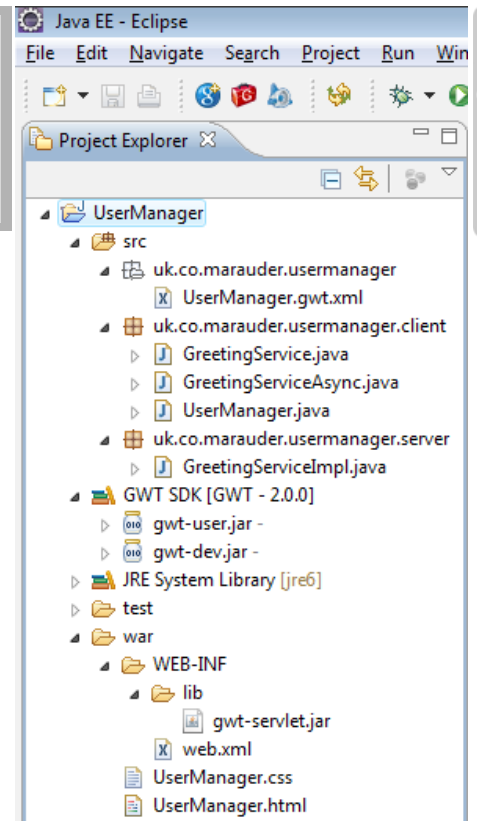 Java EE - Eclipse
File Edit Navigate Search Project Run Win
Project Explorer
UserManager
src
uk.co.marauder.usermanager
UserManager.gwt.xml
uk.co.marauder.usermanager.client
GreetingService.java
GreetingServiceAsync.java
UserManager.java
uk.co.marauder.usermanager.server
GreetingServiceImpl.java
GWT SDK [GWT - 2.0.0]
gwt-user.jar -
gwt-dev.jar -
JRE System Library [jre6]
test
war
WEB-INF
lib
gwt-servlet.jar
web.xml
UserManager.css
UserManager.html